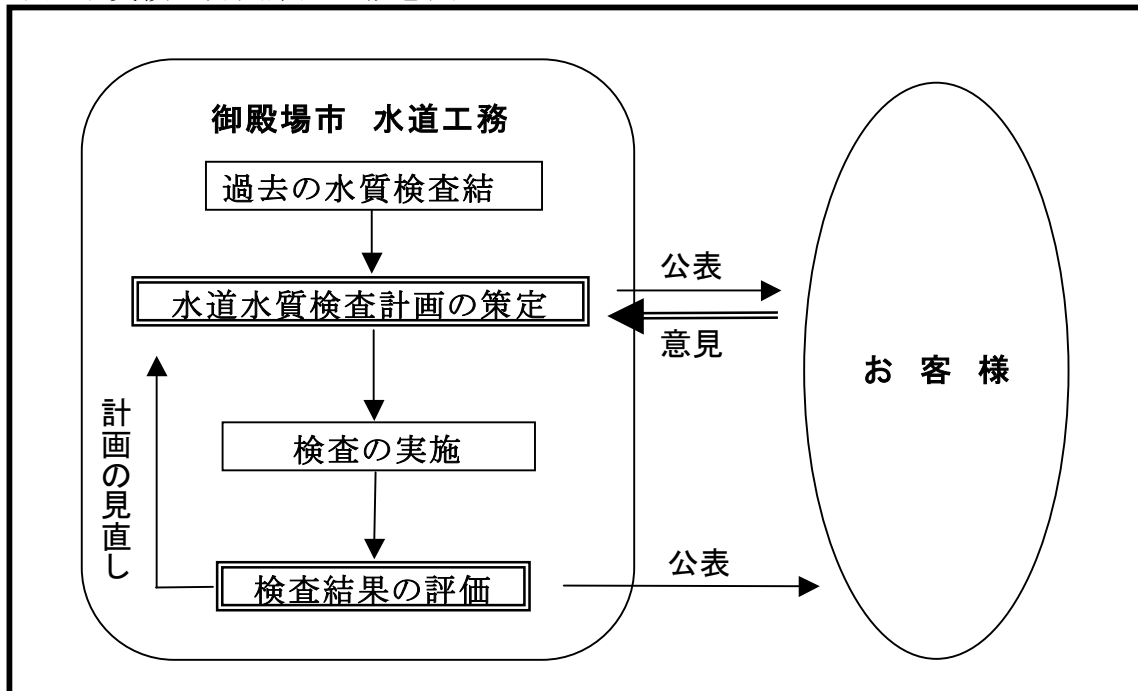 御殿場市　水道工務
過去の水質検査結
公表
水道水質検査計画の策定
意見
お 客 様
計画の見直し
検査の実施
公表
検査結果の評価